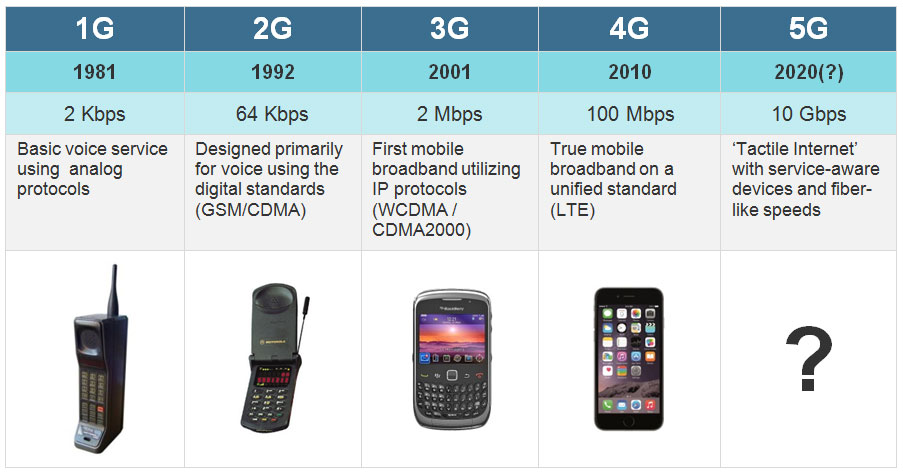 1G 2G 3G 4G 5G
1981 1992 2001 2010 2020(?)
2 Kbps 64 Kbps 2 Mbps 100 Mbps 10 Gbps
Basic voice service
using analog
protocols
Designed primarily
for voice using the
digital standards
(GSM/CDMA)
First mobile
broadband utilizing
IP protocols
(WCDMA /
CDMA2000)
True mobile
broadband on a
unified standard
(LTE)
‘Tactile Internet’
with service-aware
devices and fiber-
like speeds
MOTOROLA
BlackBerry
?